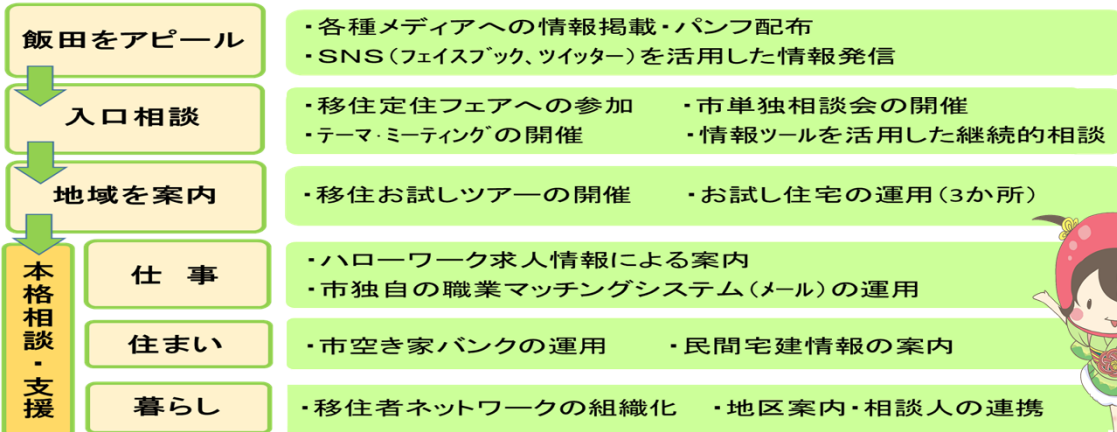 飯田をアピール
・各種メディアへの情報掲載・パンフ配布
・SNS(フェイスブック、ツイッター)を活用した情報発信
入口相談
・移住定住フェアへの参加 ・市単独相談会の開催
・テーマ・ミーティングの開催 ・情報ツールを活用した継続的相談
地域を案内
・移住お試しツアーの開催 ・お試し住宅の運用(3か所)
本格相談・支援
仕 事
・ハローワーク求人情報による案内
・市独自の職業マッチングシステム(メール)の運用
住まい
・市空き家バンクの運用 ・民間宅建情報の案内
暮らし
・移住者ネットワークの組織化 ・地区案内・相談人の連携